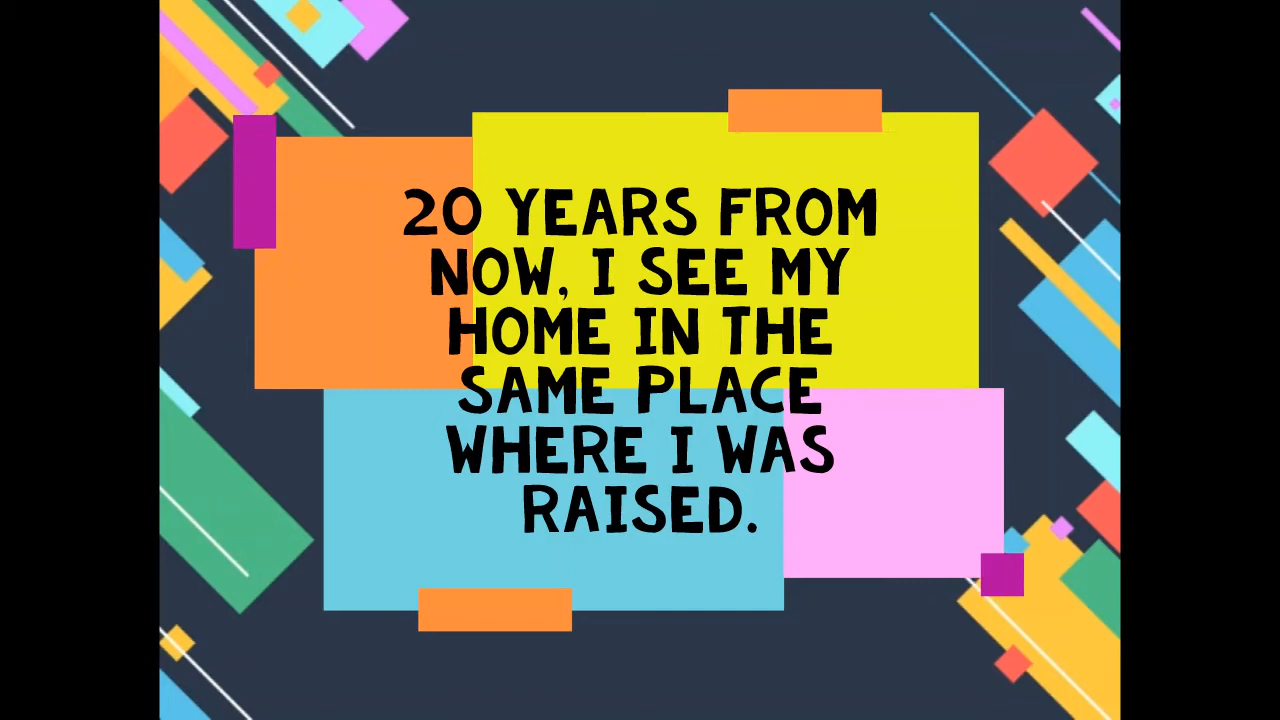 20 YEARS FROM
NOW, I SEE MY
HOME IN THE
SAME PLACE
WHERE I WAS
RAISED.